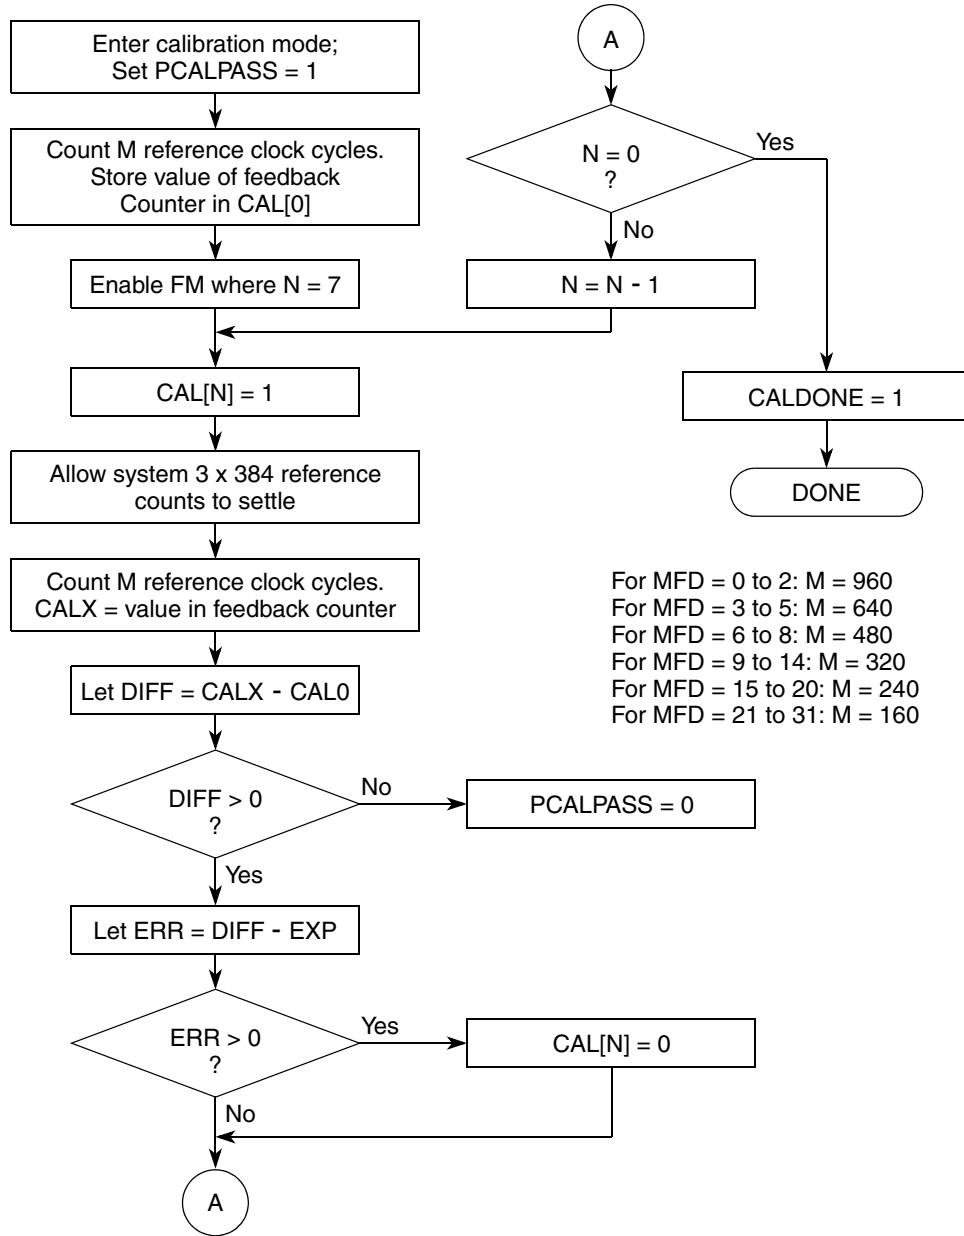 Enter calibration mode;
Set PCALPASS = 1
Count M reference clock cycles.
Store value of feedback
Counter in CAL[0]
Enable FM where N = 7
CAL[N] = 1
Allow system 3 x 384 reference
counts to settle
Count M reference clock cycles.
CALX = value in feedback counter
Let DIFF = CALX - CAL0
DIFF > 0
?
No
PCALPASS = 0
Yes
Let ERR = DIFF - EXP
ERR > 0
?
Yes
CAL[N] = 0
No
A
A
N = 0
?
Yes
No
N = N - 1
CALDONE = 1
DONE
For MFD = 0 to 2: M = 960
For MFD = 3 to 5: M = 640
For MFD = 6 to 8: M = 480
For MFD = 9 to 14: M = 320
For MFD = 15 to 20: M = 240
For MFD = 21 to 31: M = 160